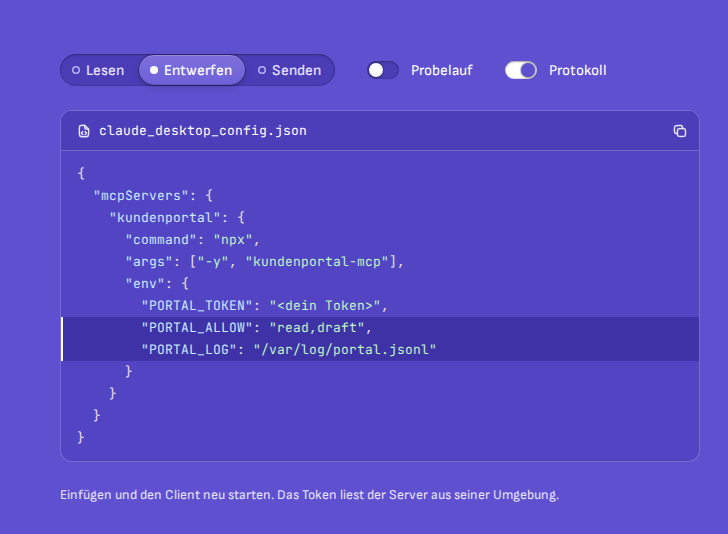 Lesen Entwerfen Senden Probelauf Protokoll
claude_desktop_config.json
{
  "mcpServers": {
    "kundenportal": {
      "command": "npx",
      "args": ["-y", "kundenportal-mcp"],
      "env": {
        "PORTAL_TOKEN": "<dein Token>",
        "PORTAL_ALLOW": "read,draft",
        "PORTAL_LOG": "/var/log/portal.jsonl"
      }
    }
  }
}
Einfügen und den Client neu starten. Das Token liest der Server aus seiner Umgebung.